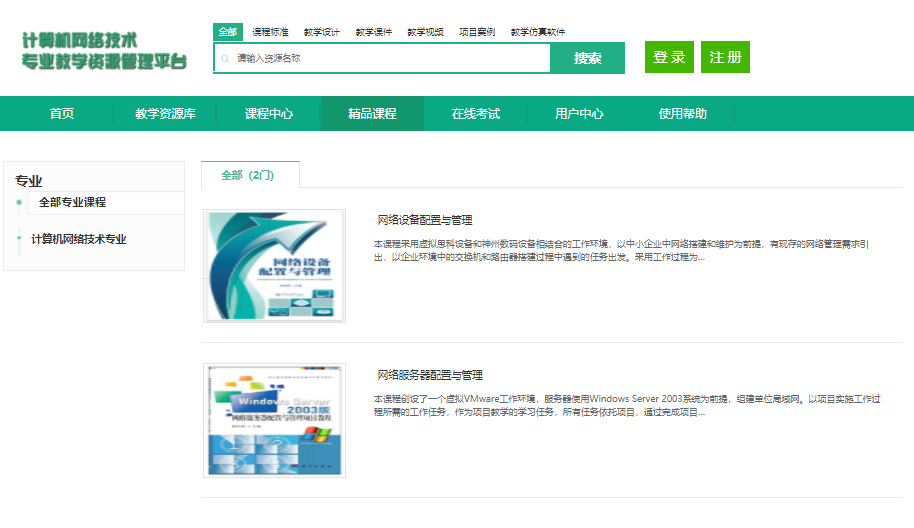 计算机网络技术
专业教学资源管理平台
全部 课程标准 教学设计 教学课件 教学视频 项目案例 教学仿真软件
请输入资源名称 搜索 登 录 注 册
首页 教学资源库 课程中心 精品课程 在线考试 用户中心 使用帮助
专业
全部专业课程
计算机网络技术专业
全部（2门）
网络设备
配置与管理
网络设备配置与管理
本课程采用虚拟思科设备和神州数码设备相结合的工作环境，以中小企业中网络搭建和维护为前提，有现存的网络管理需求引
出，以企业环境中的交换机和路由器搭建过程中遇到的任务出发。采用工作过程为...
Windows Server
2003版
网络服务器配置与管理项目教程
网络服务器配置与管理
本课程创设了一个虚拟VMware工作环境，服务器使用Windows Server 2003系统为前提，组建单位局域网。以项目实施工作过
程所需的工作任务，作为项目教学的学习任务，所有任务依托项目，通过完成项目...